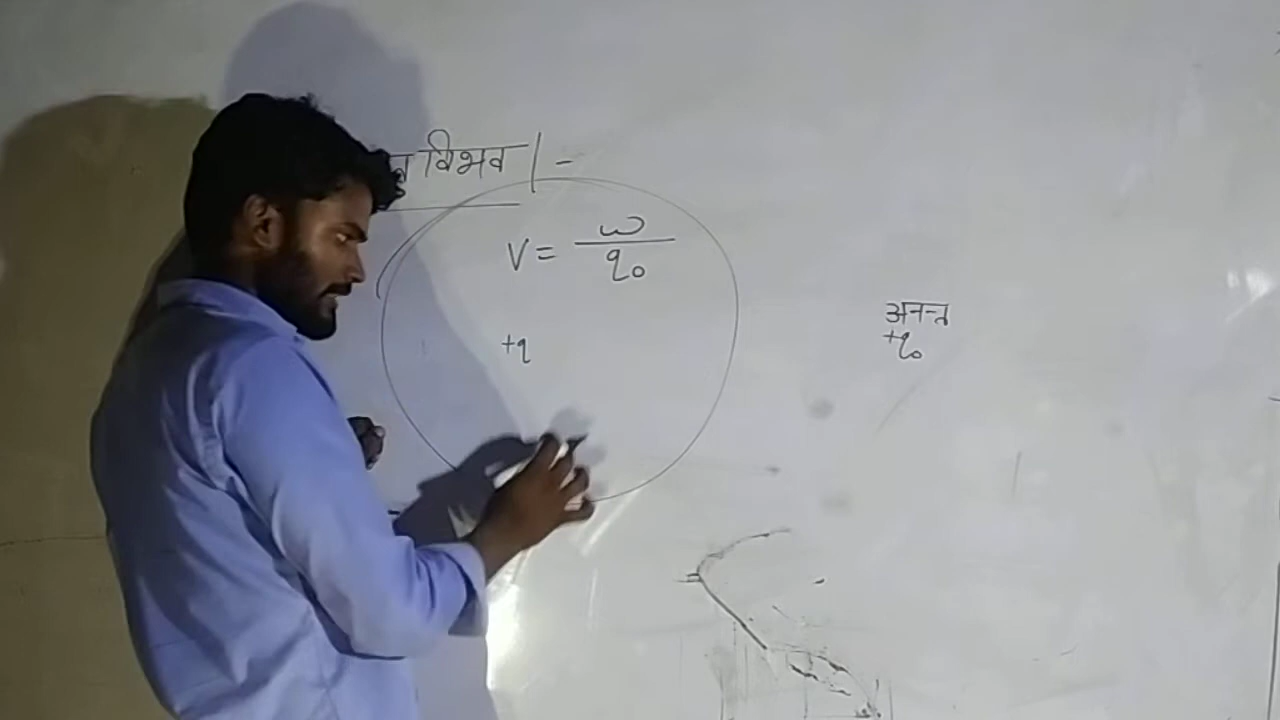 विभव | -
V = w / q₀
+q
अनन्त
+q₀